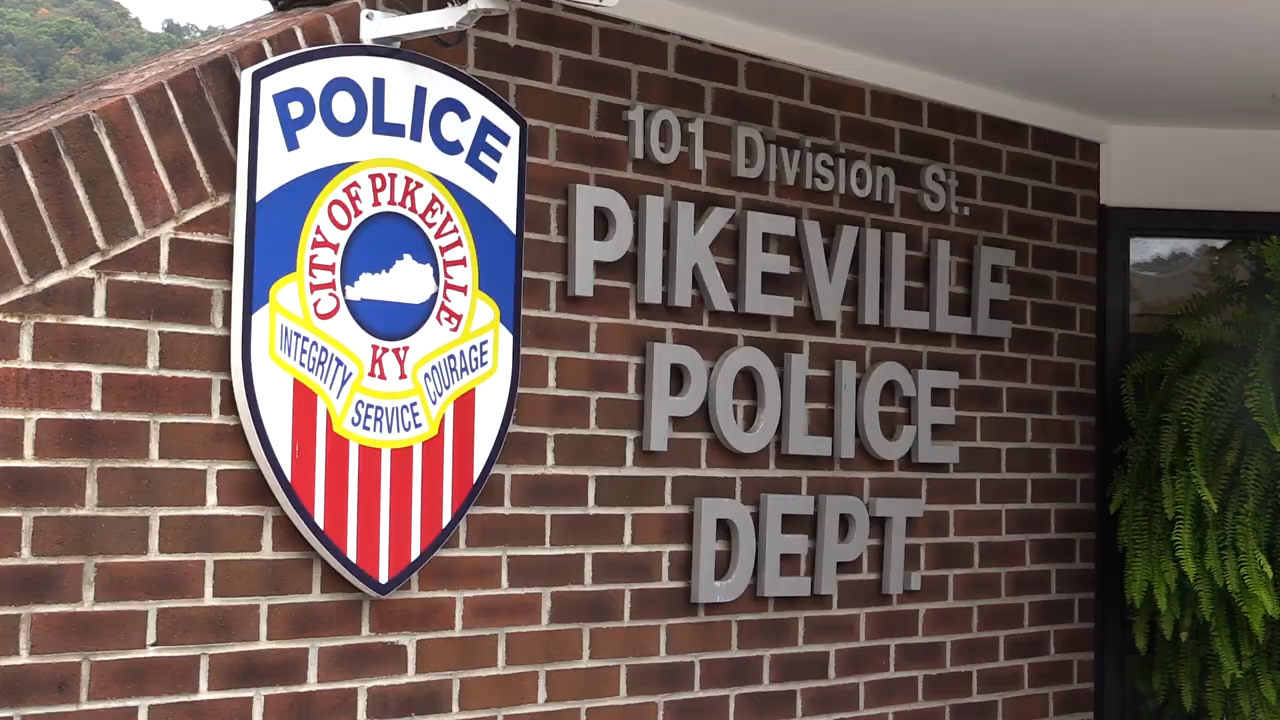 POLICE
CITY OF PIKEVILLE
KY
INTEGRITY
SERVICE
COURAGE
101 Division St.
PIKEVILLE
POLICE
DEPT.